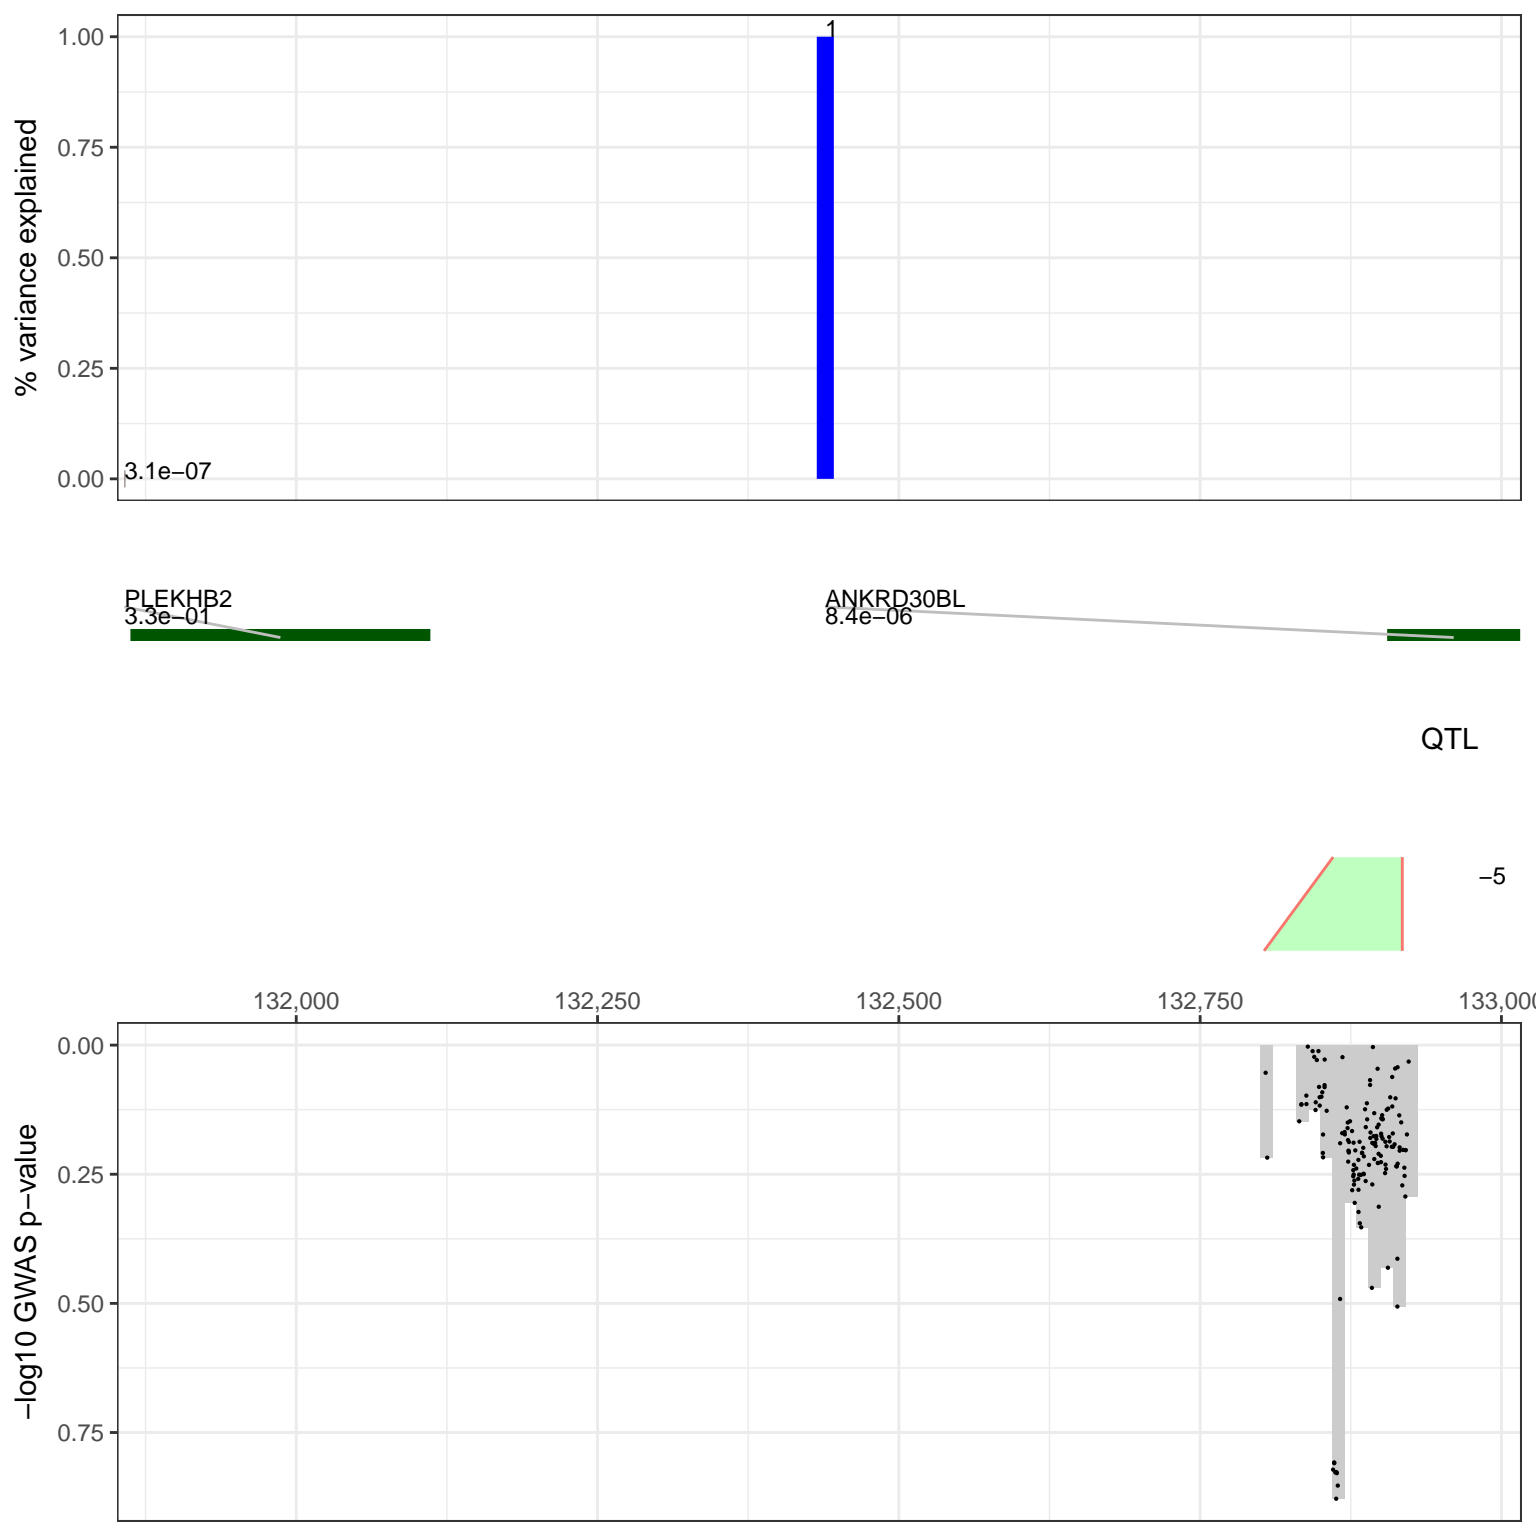 1
1.00
0.75
0.50
0.25
0.00
% variance explained
3.1e−07
PLEKHB2
3.3e−01
ANKRD30BL
8.4e−06
QTL
−5
132,000 132,250 132,500 132,750 133,00
0.00
0.25
0.50
0.75
−log10 GWAS p−value